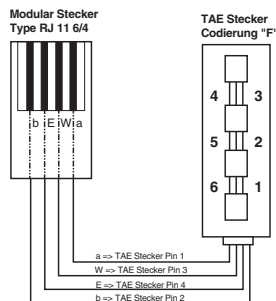 Modular Stecker
Type RJ 11 6/4
TAE Stecker
Codierung "F"
b E W a
4 3
5 2
6 1
a => TAE Stecker Pin 1
W => TAE Stecker Pin 3
E => TAE Stecker Pin 4
b => TAE Stecker Pin 2